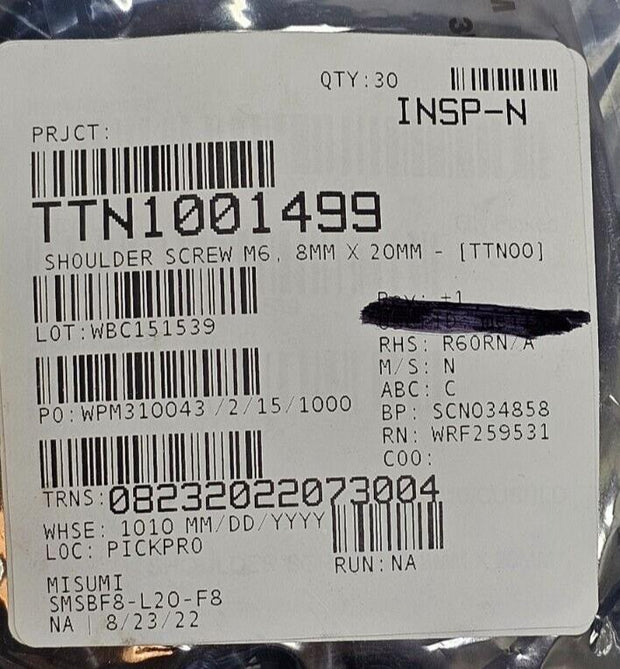 QTY:30
INSP-N
PRJCT:
TTN1001499
SHOULDER SCREW M6, 8MM X 20MM - [TTN00]
LOT:WBC151539
RHS: R60RN/A
M/S: N
ABC: C
PO:WPM310043 /2/15/1000
BP: SCN034858
RN: WRF259531
COO:
TRNS:08232022073004
WHSE: 1010 MM/DD/YYYY
LOC: PICKPRO
RUN:NA
MISUMI
SMSBF8-L20-F8
NA | 8/23/22